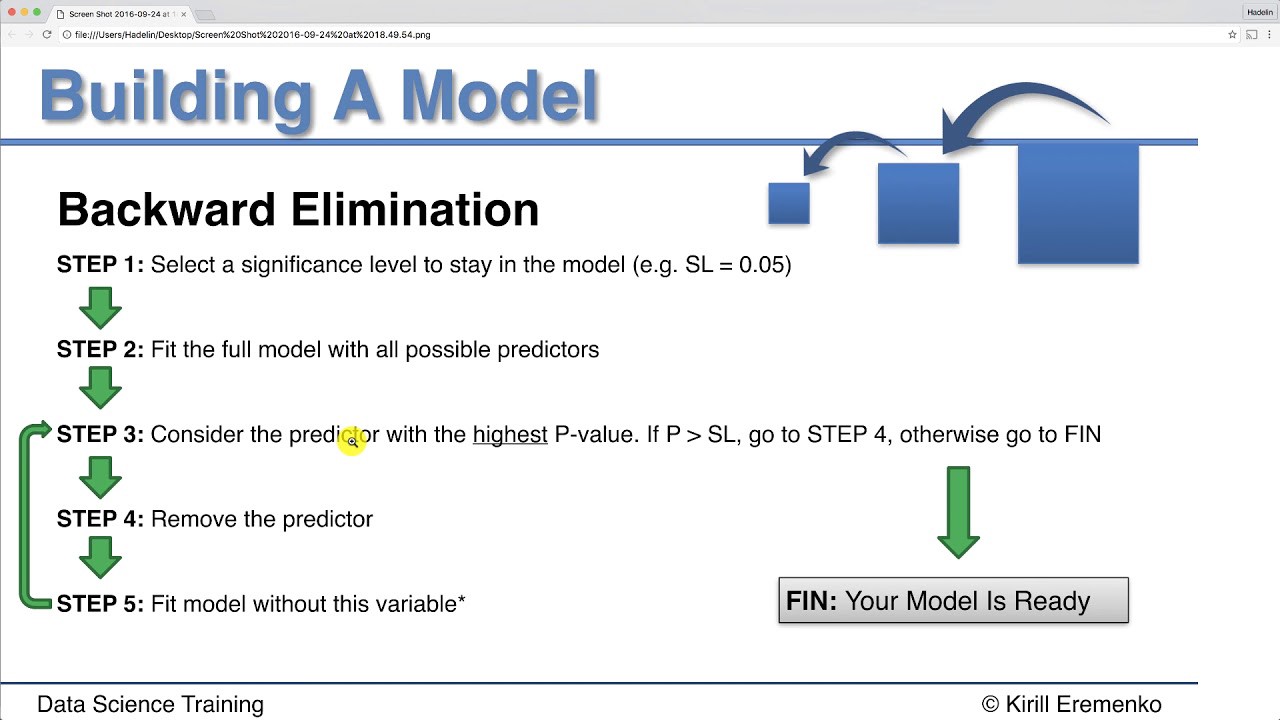 Screen Shot 2016-09-24 at
Hadelin
file:///Users/Hadelin/Desktop/Screen%20Shot%202016-09-24%20at%2018.49.54.png
Building A Model
Backward Elimination
STEP 1: Select a significance level to stay in the model (e.g. SL = 0.05)
STEP 2: Fit the full model with all possible predictors
STEP 3: Consider the predictor with the highest P-value. If P > SL, go to STEP 4, otherwise go to FIN
STEP 4: Remove the predictor
STEP 5: Fit model without this variable*
FIN: Your Model Is Ready
Data Science Training
© Kirill Eremenko